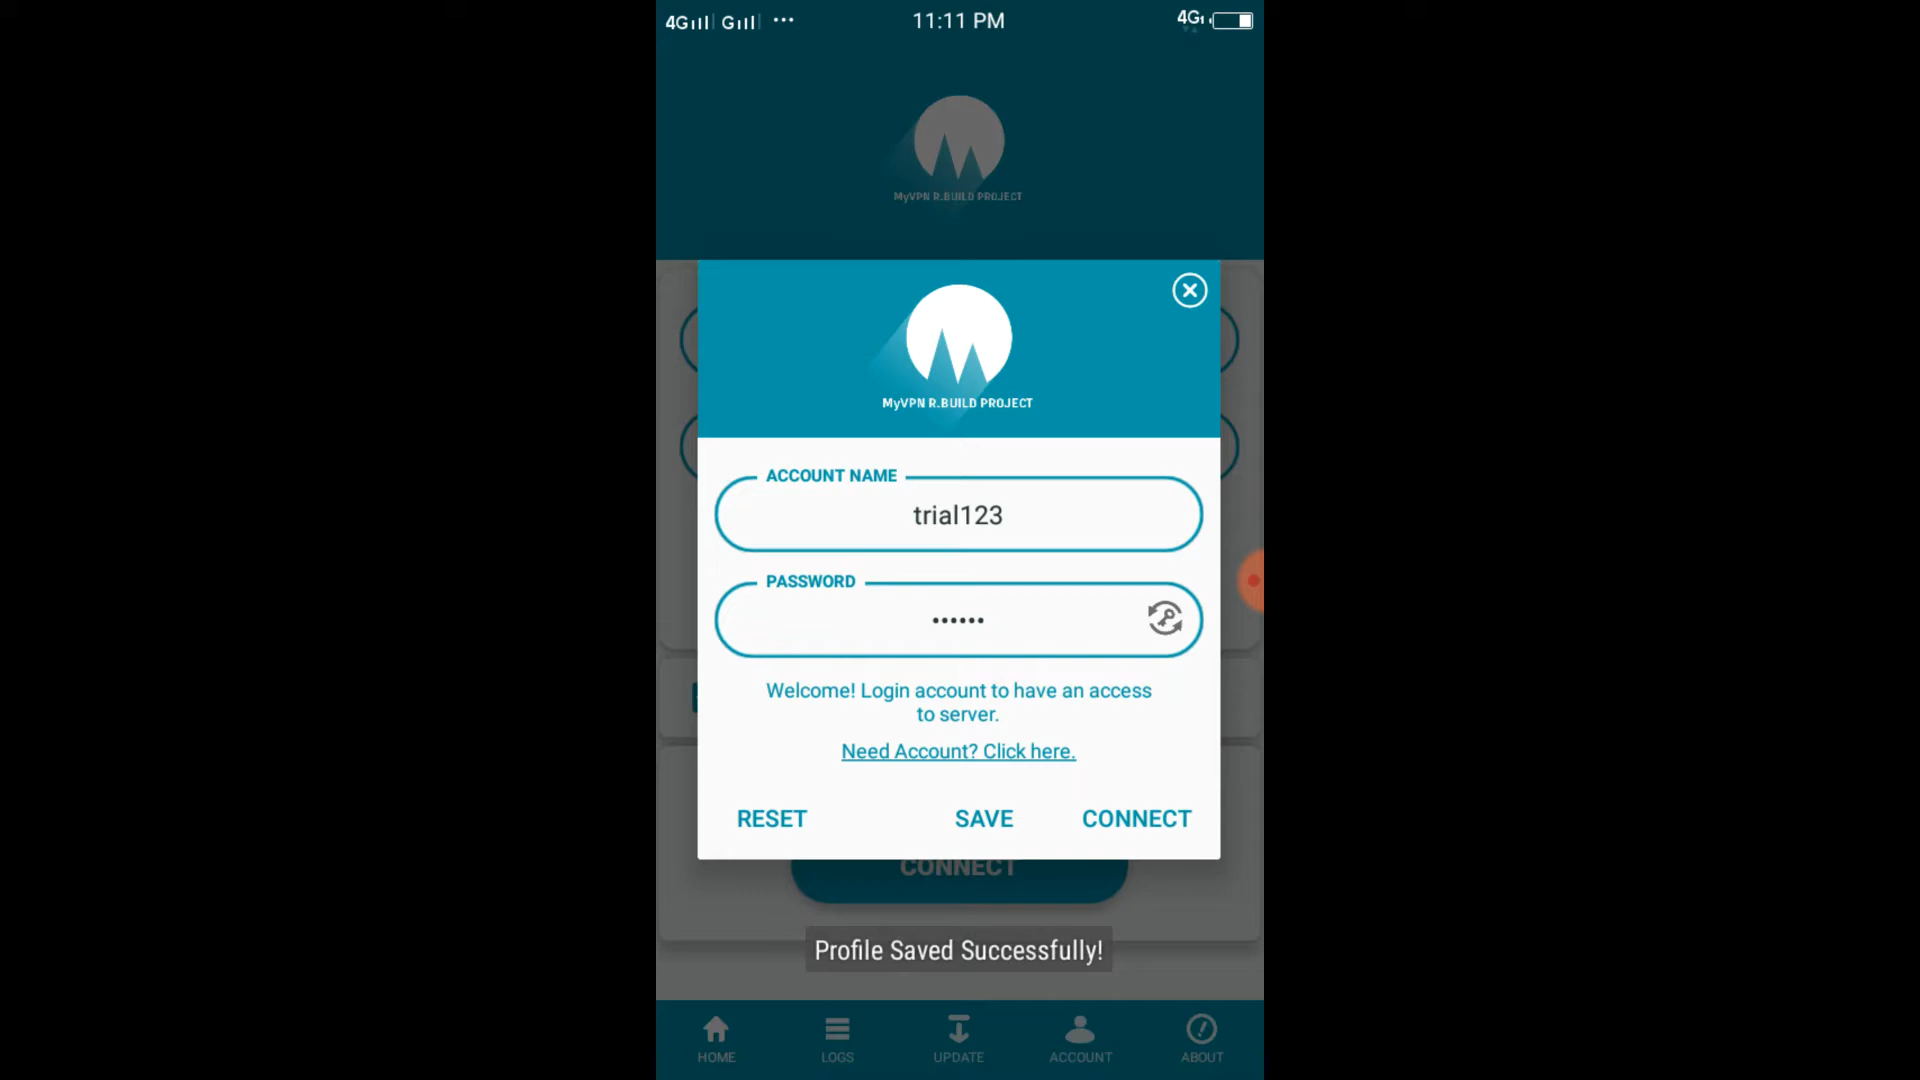 4G G ••• 11:11 PM 4G
MyVPN R.BUILD PROJECT
MyVPN R.BUILD PROJECT
ACCOUNT NAME
trial123
PASSWORD
••••••
Welcome! Login account to have an access
to server.
Need Account? Click here.
RESET SAVE CONNECT
CONNECT
Profile Saved Successfully!
HOME LOGS UPDATE ACCOUNT ABOUT